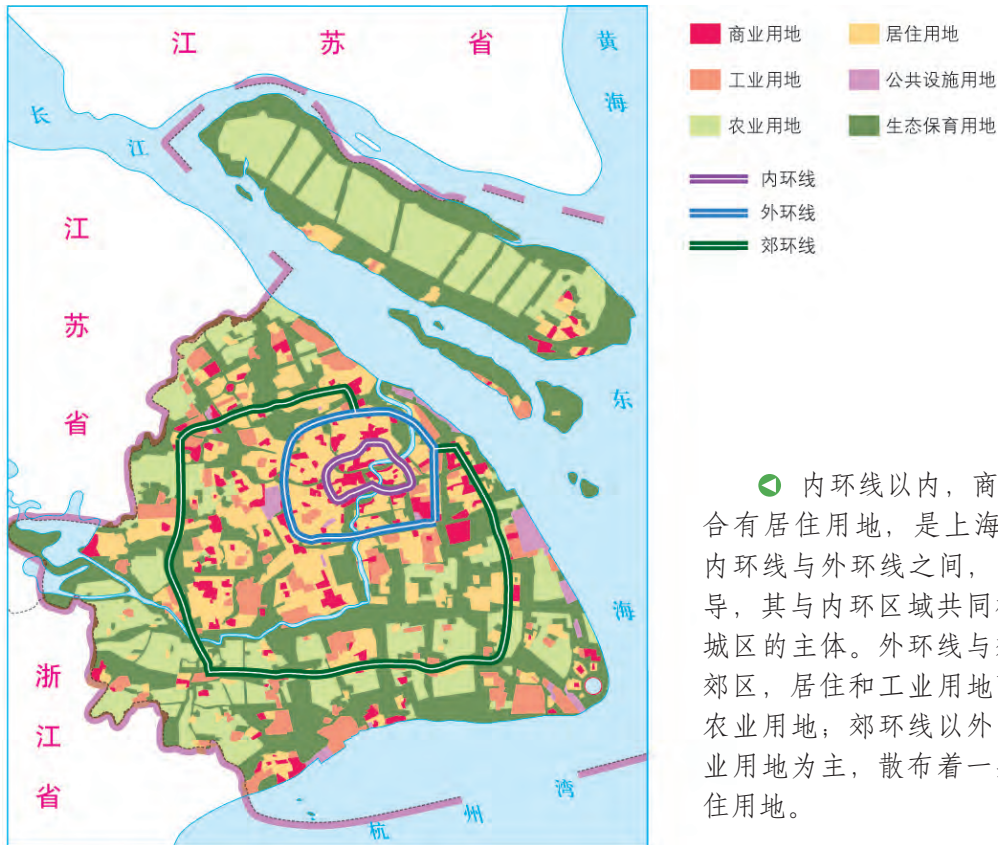 江 苏 省
黄
海
长
江
江
苏
省
东
海
浙
江
省
杭 州 湾
商业用地 居住用地
工业用地 公共设施用地
农业用地 生态保育用地
内环线
外环线
郊环线
内环线以内，商
合有居住用地，是上海
内环线与外环线之间，
导，其与内环区域共同
城区的主体。外环线与
郊区，居住和工业用地
农业用地；郊环线以外
业用地为主，散布着一
住用地。